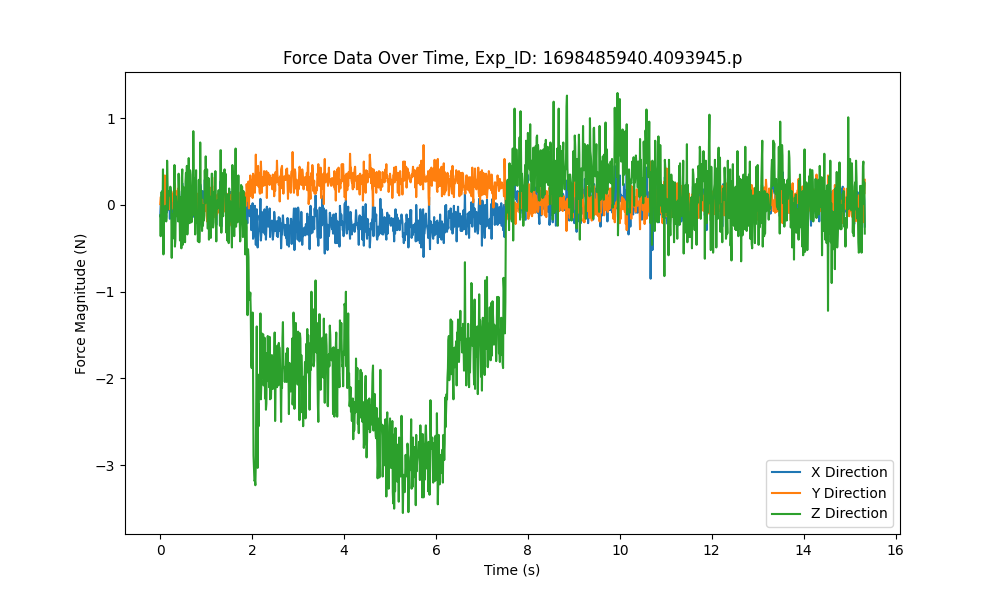 Force Data Over Time, Exp_ID: 1698485940.4093945.p
Force Magnitude (N)
1
0
−1
−2
−3
0 2 4 6 8 10 12 14 16
Time (s)
X Direction
Y Direction
Z Direction